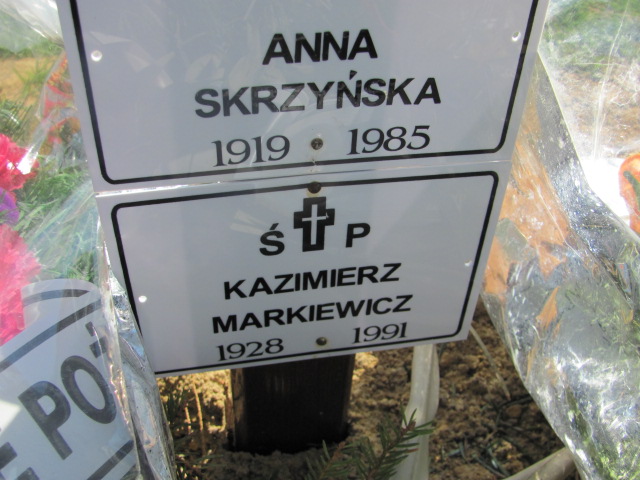 ANNA
SKRZYŃSKA
1919 1985
Ś P
KAZIMIERZ
MARKIEWICZ
1928 1991